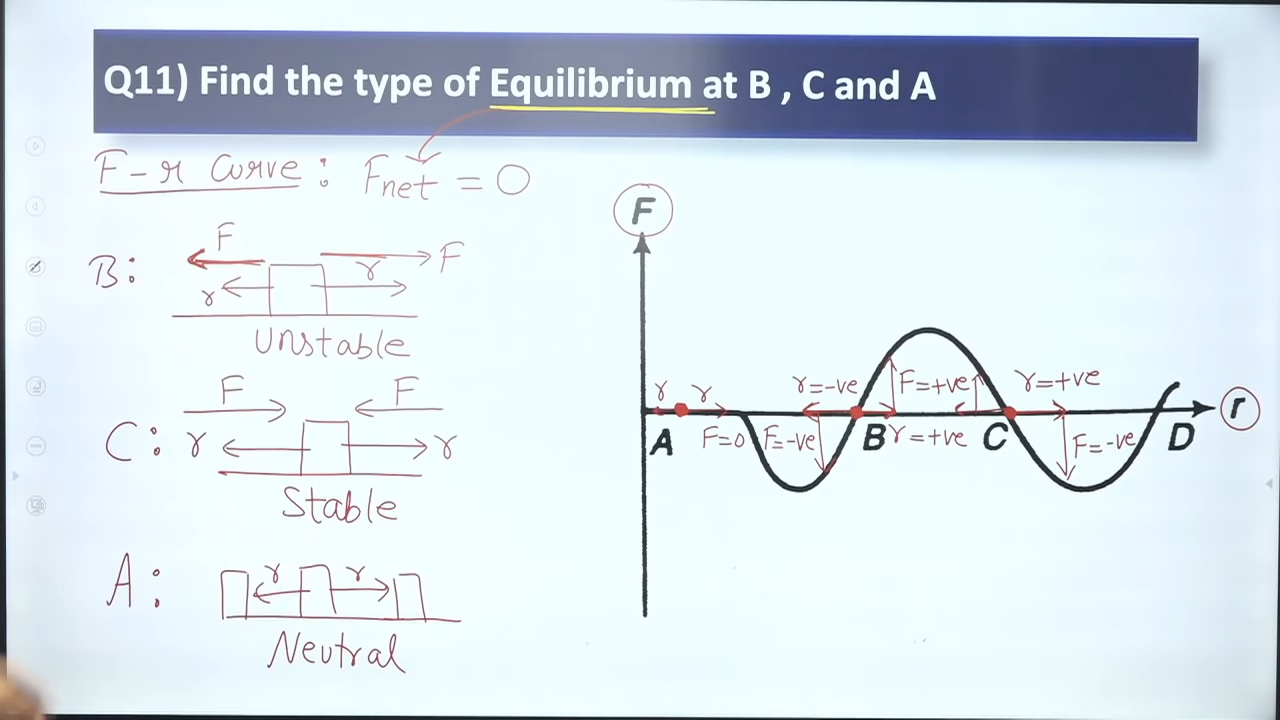 Q11) Find the type of Equilibrium at B , C and A
F - r Curve : Fnet = 0
B: F F
r r
Unstable
F F
C: r r
Stable
A: r r
Neutral
F
r r r=-ve F=+ve r=+ve r
A F=0 F=-ve B r=+ve C F=-ve D